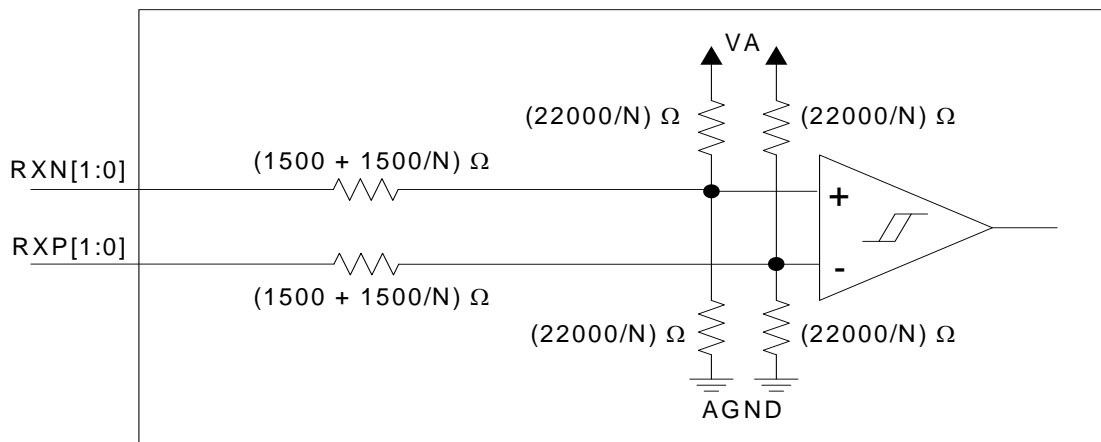 VA
(22000/N) Ω
(22000/N) Ω
(1500 + 1500/N) Ω
RXN[1:0]
+
RXP[1:0]
-
(1500 + 1500/N) Ω
(22000/N) Ω
(22000/N) Ω
AGND